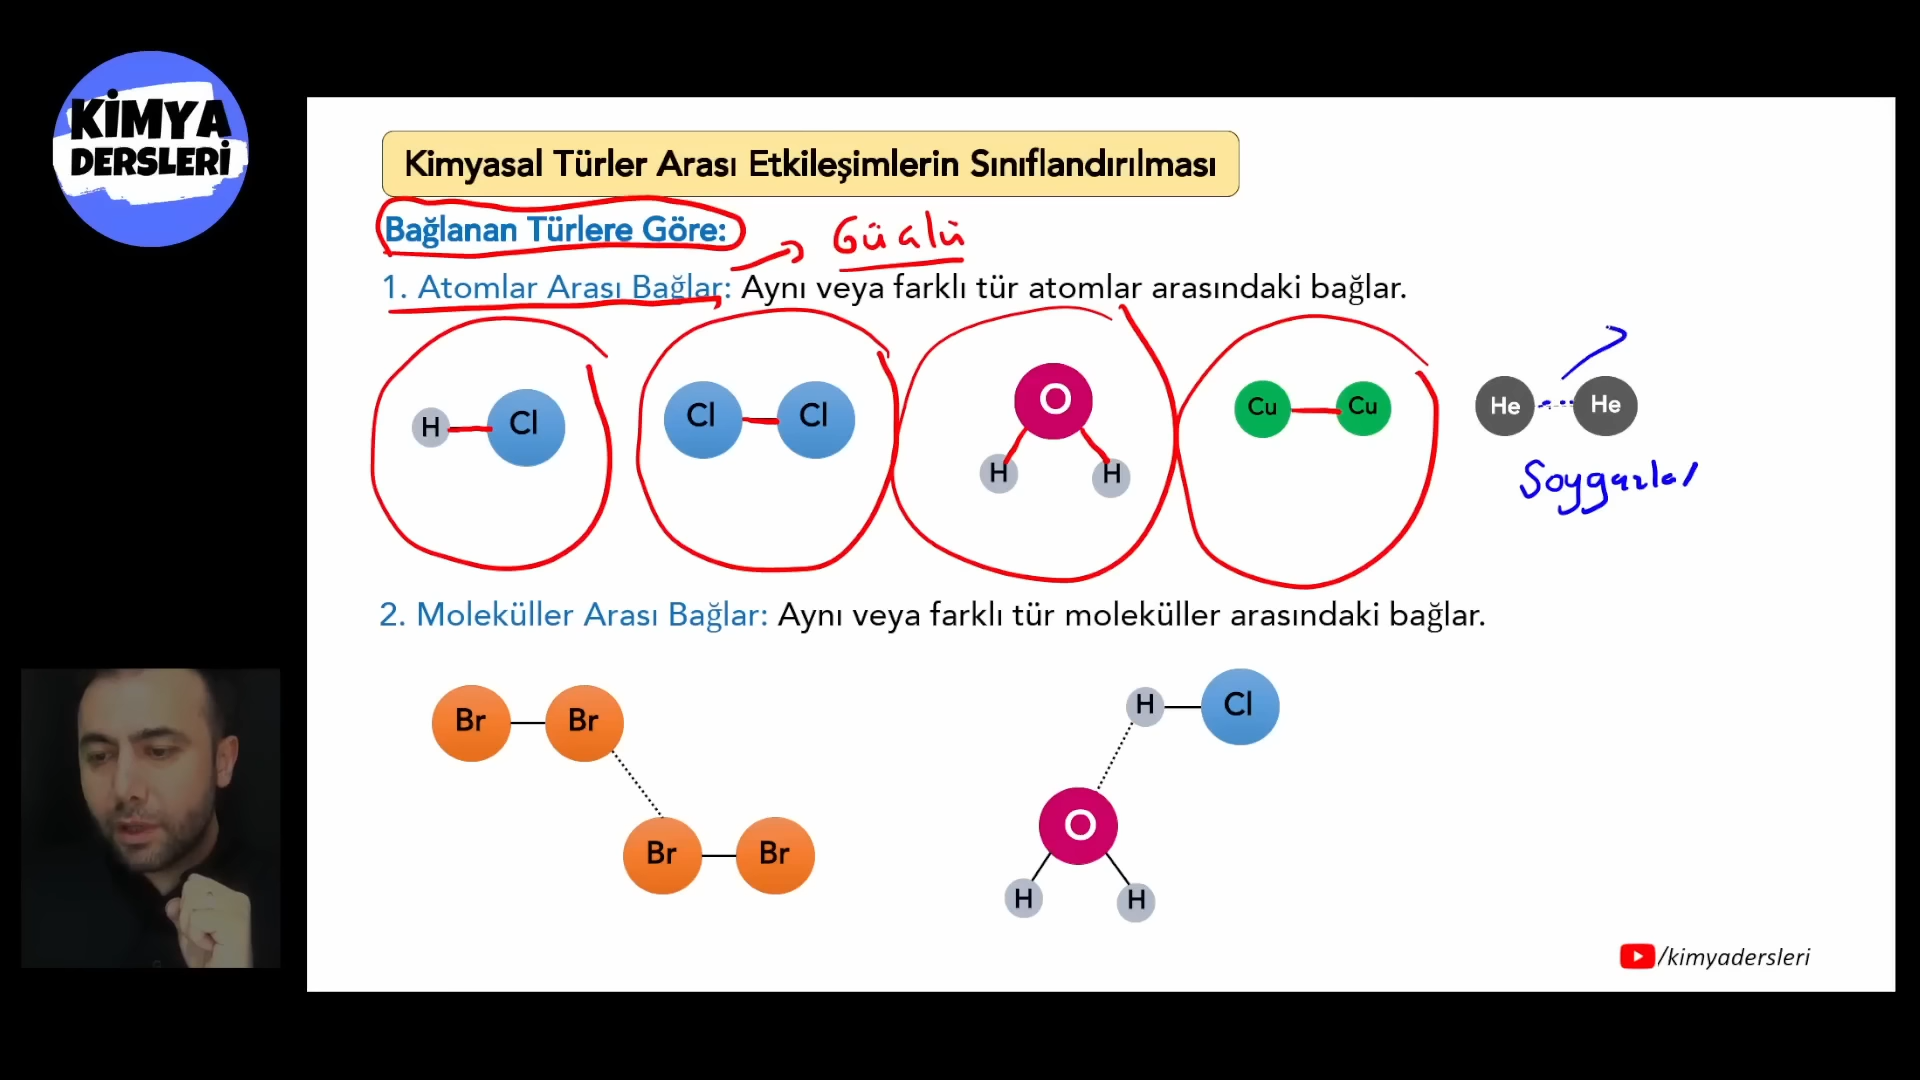 KİMYA
DERSLERİ
Kimyasal Türler Arası Etkileşimlerin Sınıflandırılması
Bağlanan Türlere Göre:
Güçlü
1. Atomlar Arası Bağlar: Aynı veya farklı tür atomlar arasındaki bağlar.
H Cl
Cl Cl
O
H H
Cu Cu
He He
Soygazlar
2. Moleküller Arası Bağlar: Aynı veya farklı tür moleküller arasındaki bağlar.
Br Br
Br Br
H Cl
O
H H
/kimyadersleri